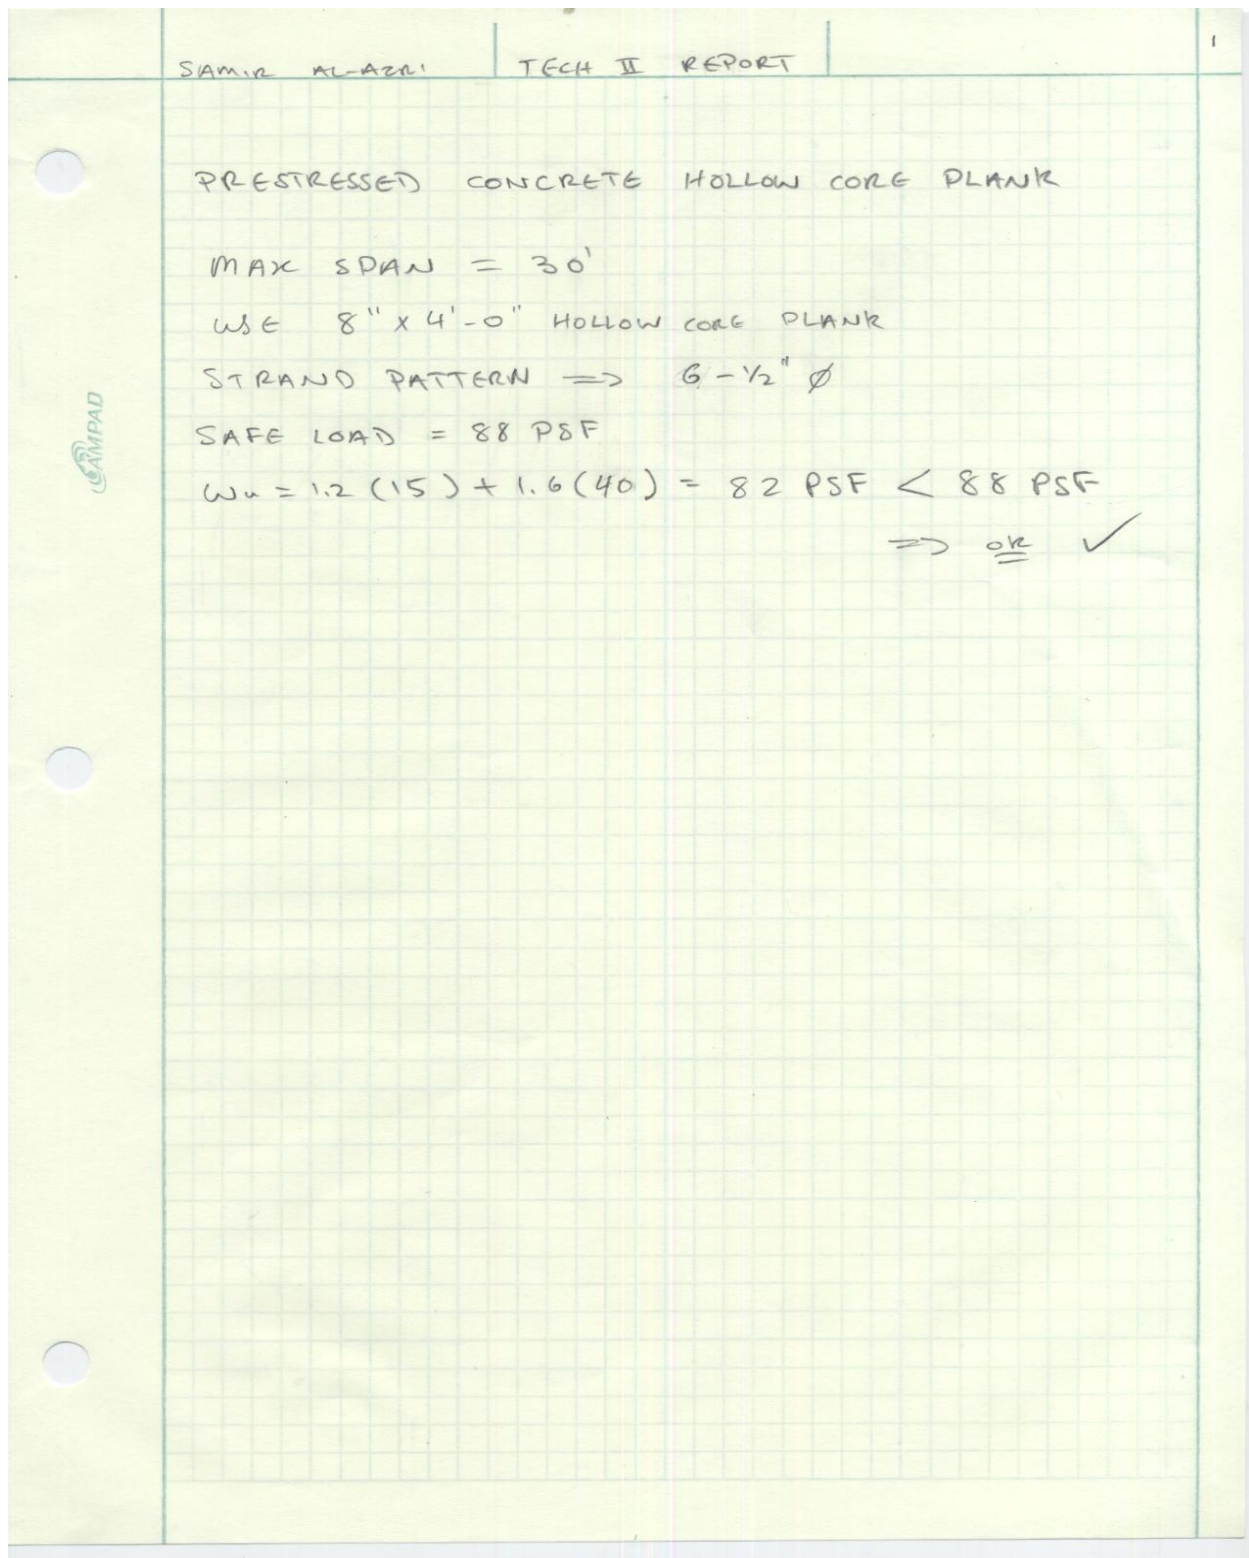 SAMIR AL-AZRI TECH II REPORT 1
PRESTRESSED CONCRETE HOLLOW CORE PLANK
MAX SPAN = 30'
USE 8" x 4'-0" HOLLOW CORE PLANK
STRAND PATTERN => 6 - 1/2" Ø
SAFE LOAD = 88 PSF
Wu = 1.2 (15) + 1.6 (40) = 82 PSF < 88 PSF
=> OK ✓
AMPAD